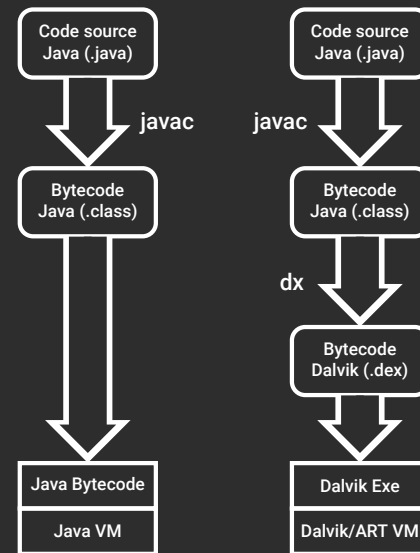 Code source
Java (.java)
javac
Bytecode
Java (.class)
Java Bytecode
Java VM
Code source
Java (.java)
javac
Bytecode
Java (.class)
dx
Bytecode
Dalvik (.dex)
Dalvik Exe
Dalvik/ART VM